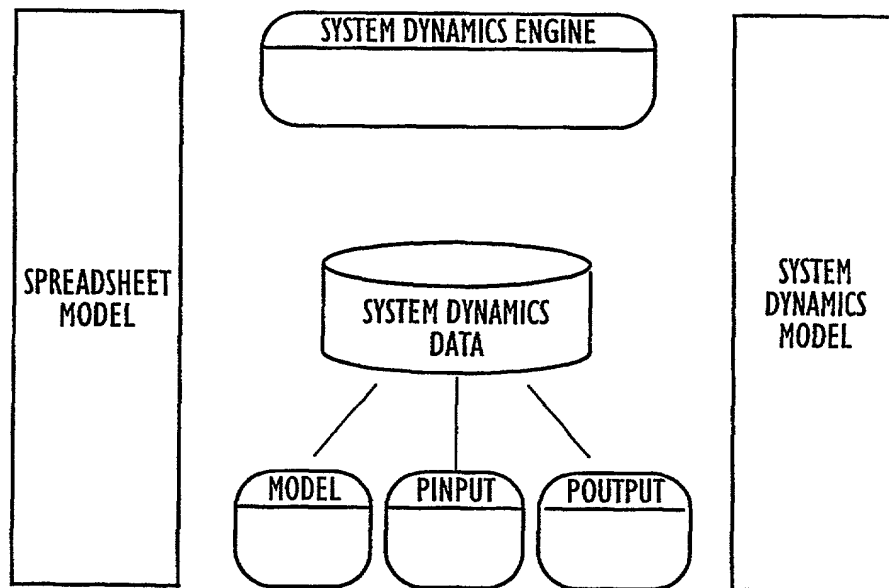 SYSTEM DYNAMICS ENGINE
SPREADSHEET
MODEL
SYSTEM DYNAMICS
DATA
SYSTEM
DYNAMICS
MODEL
MODEL
PINPUT
POUTPUT